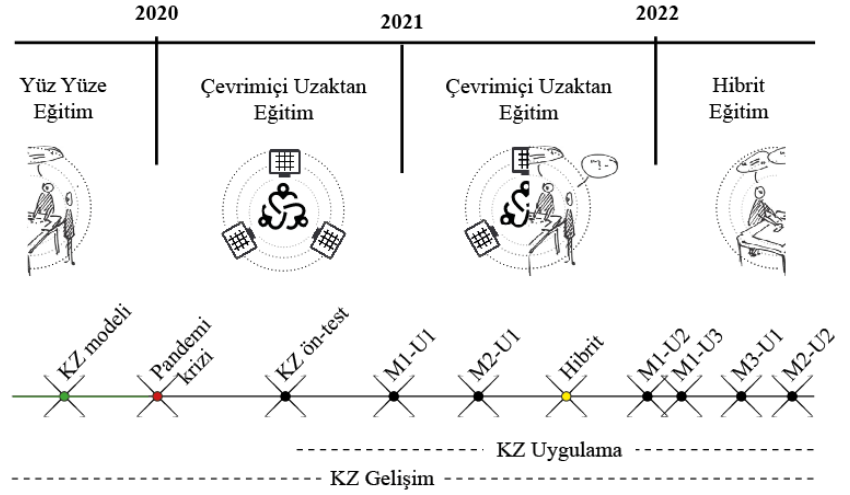 2020
2021
2022
Yüz Yüze
Eğitim
Çevrimiçi Uzaktan
Eğitim
Çevrimiçi Uzaktan
Eğitim
Hibrit
Eğitim
?
KZ modeli
Pandemi
krizi
KZ ön-test
M1-U1
M2-U1
Hibrit
M1-U2
M1-U3
M3-U1
M2-U2
KZ Uygulama
KZ Gelişim